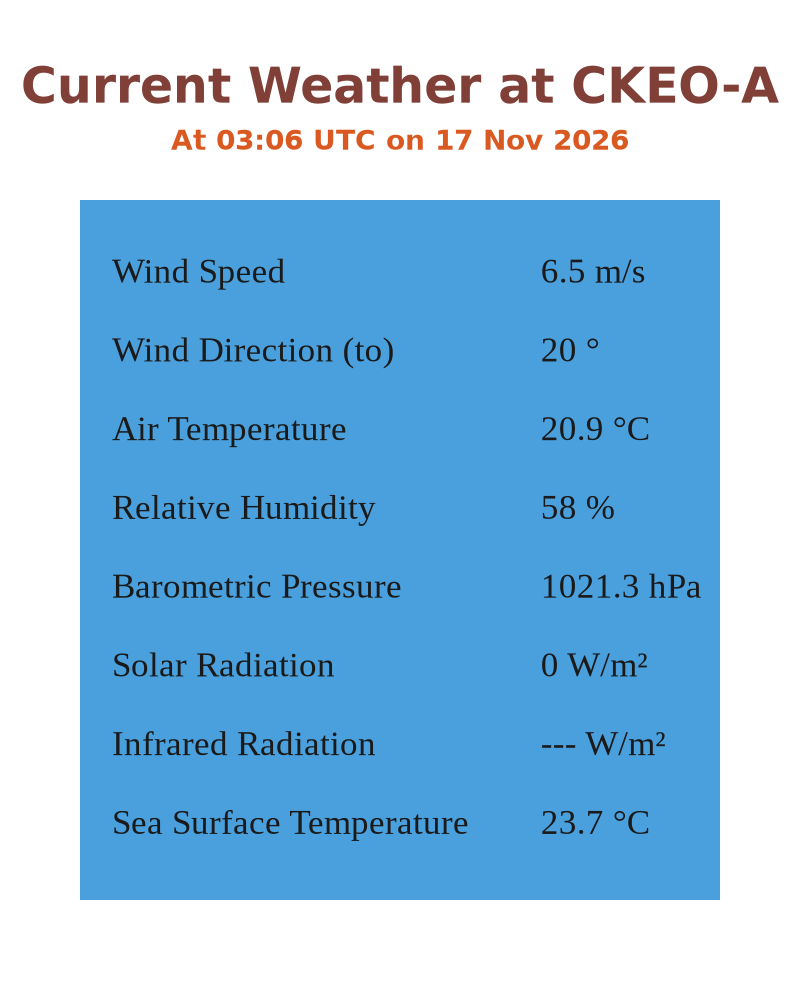 Current Weather at CKEO-A
At 03:06 UTC on 17 Nov 2026
Wind Speed 6.5 m/s
Wind Direction (to) 20 °
Air Temperature 20.9 °C
Relative Humidity 58 %
Barometric Pressure 1021.3 hPa
Solar Radiation 0 W/m²
Infrared Radiation --- W/m²
Sea Surface Temperature 23.7 °C